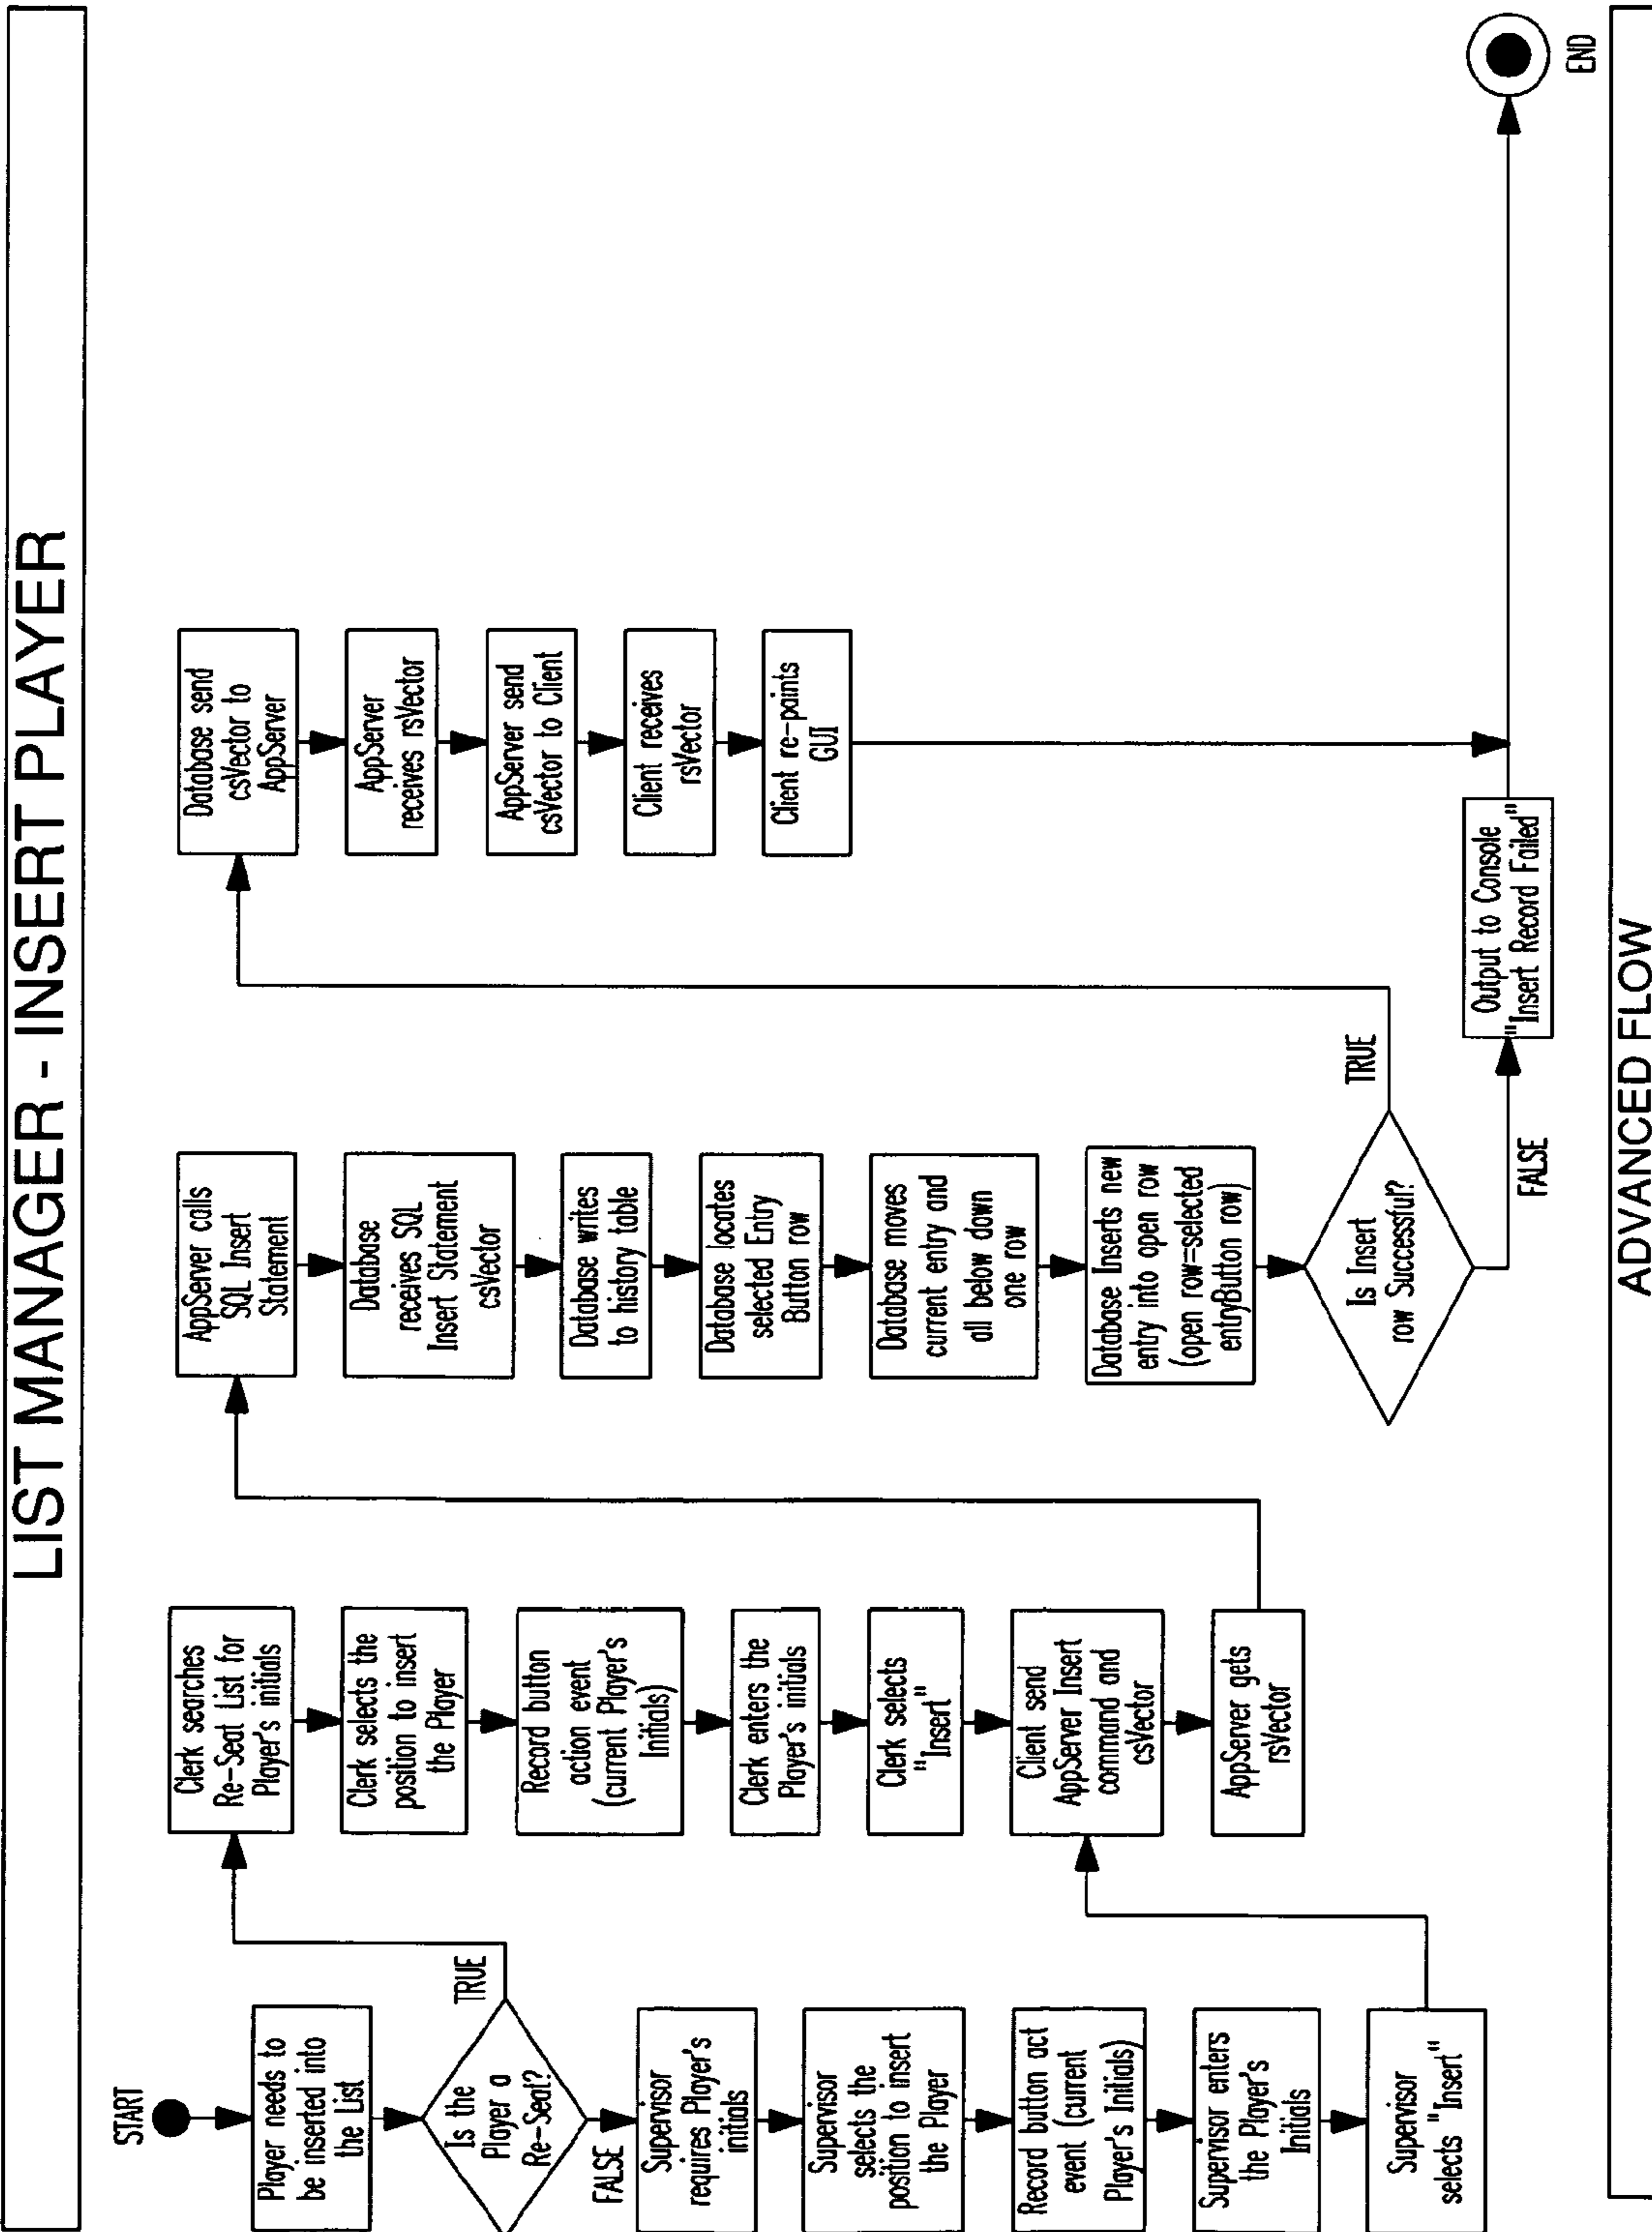 LIST MANAGER - INSERT PLAYER
START
Player needs to
be inserted into
the List
Is the
Player a
Re-Seat?
TRUE
FALSE
Supervisor
requires Player's
initials
Supervisor
selects the
position to insert
the Player
Record button act
event (current
Player's Initials)
Supervisor enters
the Player's
Initials
Supervisor
selects "Insert"
Clerk searches
Re-Seat List for
Player's initials
Clerk selects the
position to insert
the Player
Record button
action event
(current Player's
Initials)
Clerk enters the
Player's initials
Clerk selects
"Insert"
Client send
AppServer Insert
command and
csVector
AppServer gets
rsVector
AppServer calls
SQL Insert
Statement
Database
receives SQL
Insert Statement
csVector
Database writes
to history table
Database locates
selected Entry
Button row
Database moves
current entry and
all below down
one row
Database Inserts new
entry into open row
(open row=selected
entryButton row)
Is Insert
row Successful?
TRUE
FALSE
Output to Console
"Insert Record Failed"
Database send
csVector to
AppServer
AppServer
receives rsVector
AppServer send
csVector to Client
Client receives
rsVector
Client re-paints
GUI
END
ADVANCED FLOW